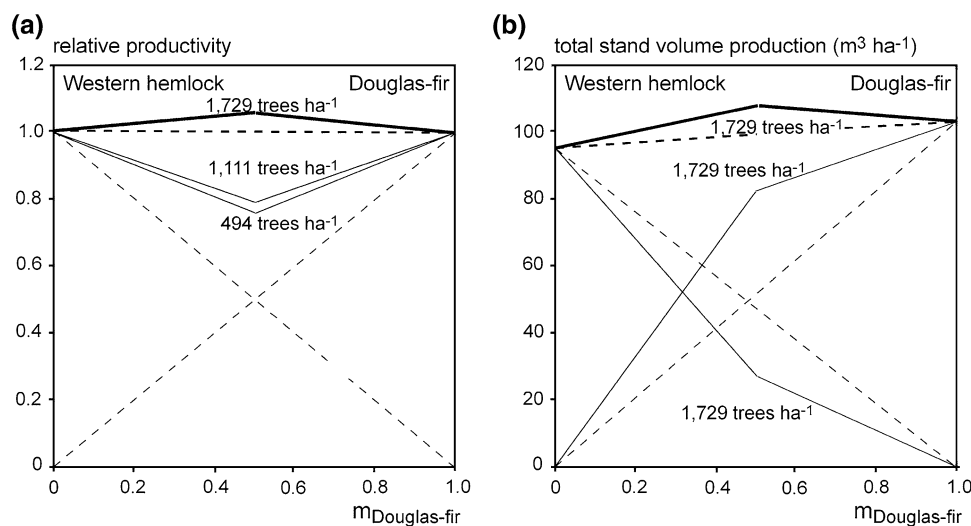 (a)
relative productivity
1.2
Western hemlock Douglas-fir
1,729 trees ha-1
1.0
1,111 trees ha-1
0.8
494 trees ha-1
0.6
0.4
0.2
0
0 0.2 0.4 0.6 0.8 1.0
mDouglas-fir
(b)
total stand volume production (m3 ha-1)
120
Western hemlock Douglas-fir
100
1,729 trees ha-1
1,729 trees ha-1
80
60
40
20
1,729 trees ha-1
0
0 0.2 0.4 0.6 0.8 1.0
mDouglas-fir